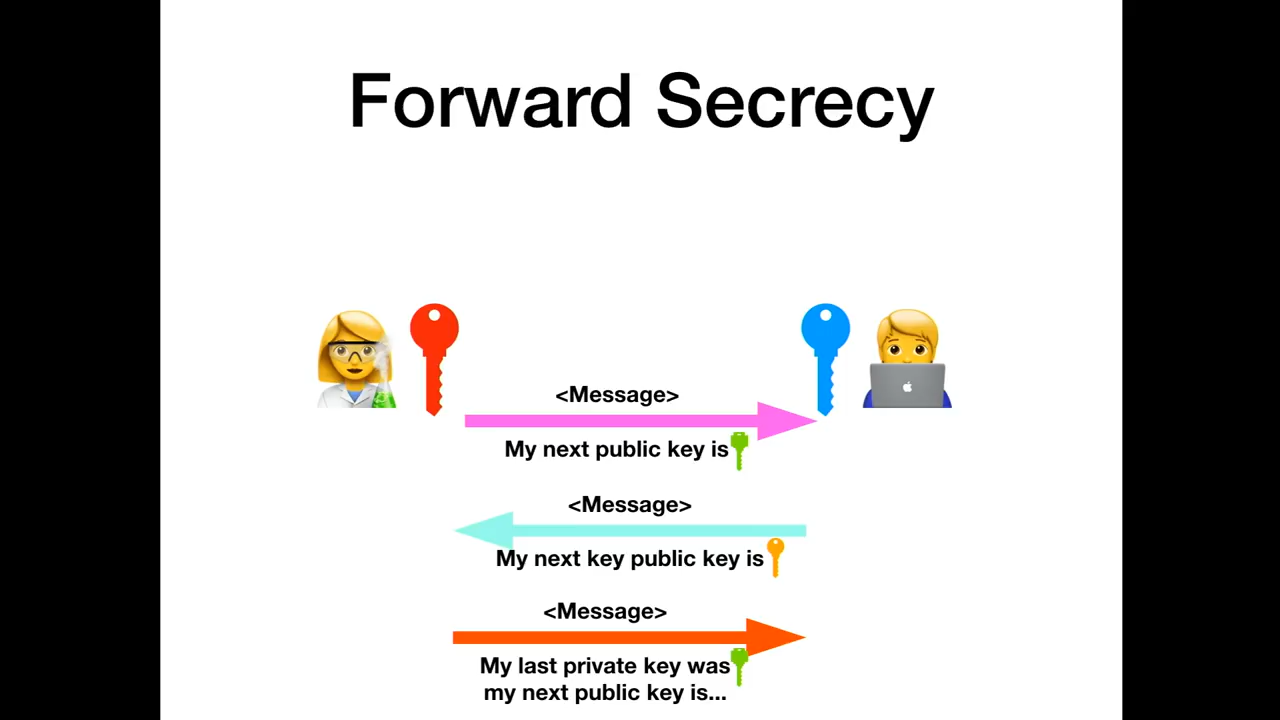 Forward Secrecy
<Message>
My next public key is
<Message>
My next key public key is
<Message>
My last private key was
my next public key is...